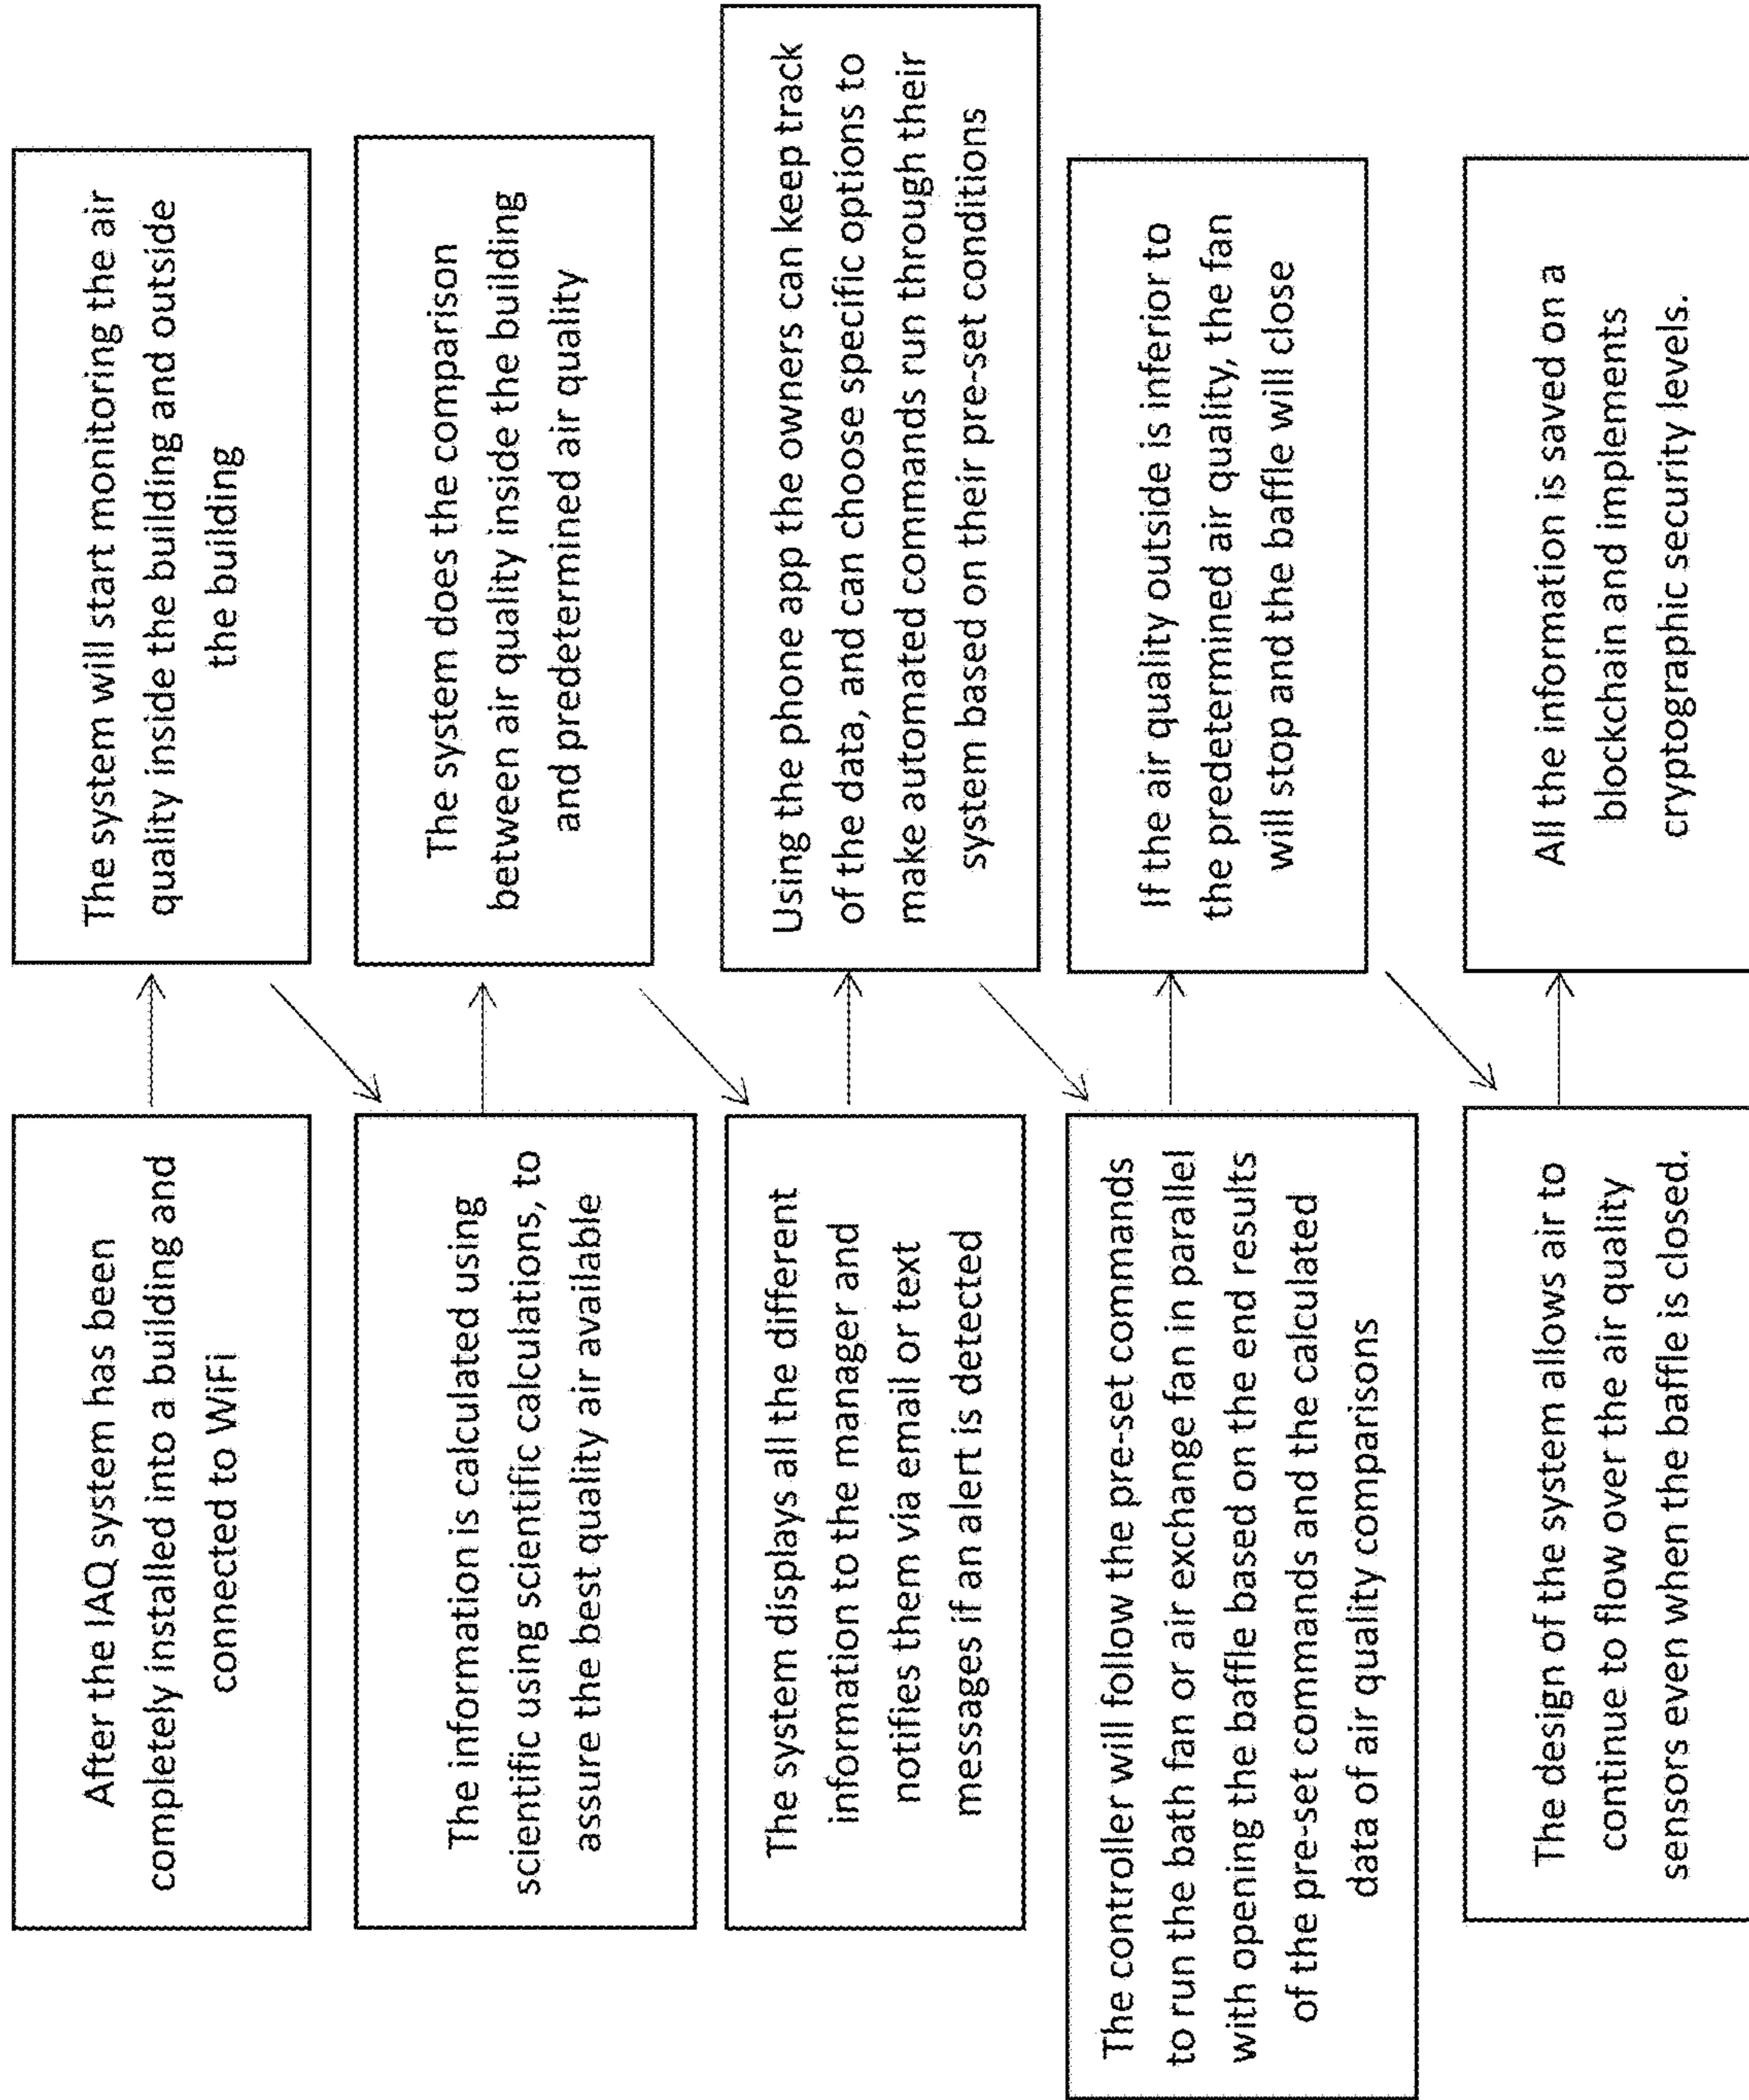 After the IAQ system has been
completely installed into a building and
connected to WiFi
The system will start monitoring the air
quality inside the building and outside
the building
The information is calculated using
scientific using scientific calculations, to
assure the best quality air available
The system does the comparison
between air quality inside the building
and predetermined air quality
The system displays all the different
information to the manager and
notifies them via email or text
messages if an alert is detected
Using the phone app the owners can keep track
of the data, and can choose specific options to
make automated commands run through their
system based on their pre-set conditions
The controller will follow the pre-set commands
to run the bath fan or air exchange fan in parallel
with opening the baffle based on the end results
of the pre-set commands and the calculated
data of air quality comparisons
If the air quality outside is inferior to
the predetermined air quality, the fan
will stop and the baffle will close
The design of the system allows air to
continue to flow over the air quality
sensors even when the baffle is closed.
All the information is saved on a
blockchain and implements
cryptographic security levels.